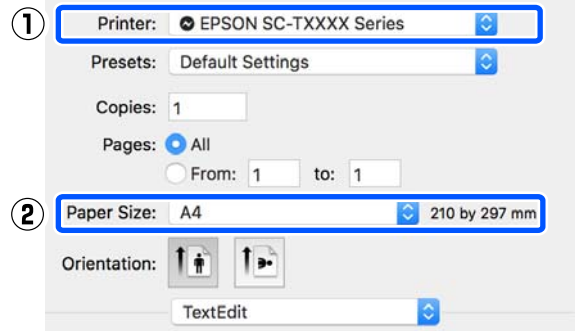 ① Printer: EPSON SC-TXXXX Series
Presets: Default Settings
Copies: 1
Pages: All
From: 1 to: 1
② Paper Size: A4 210 by 297 mm
Orientation:
TextEdit